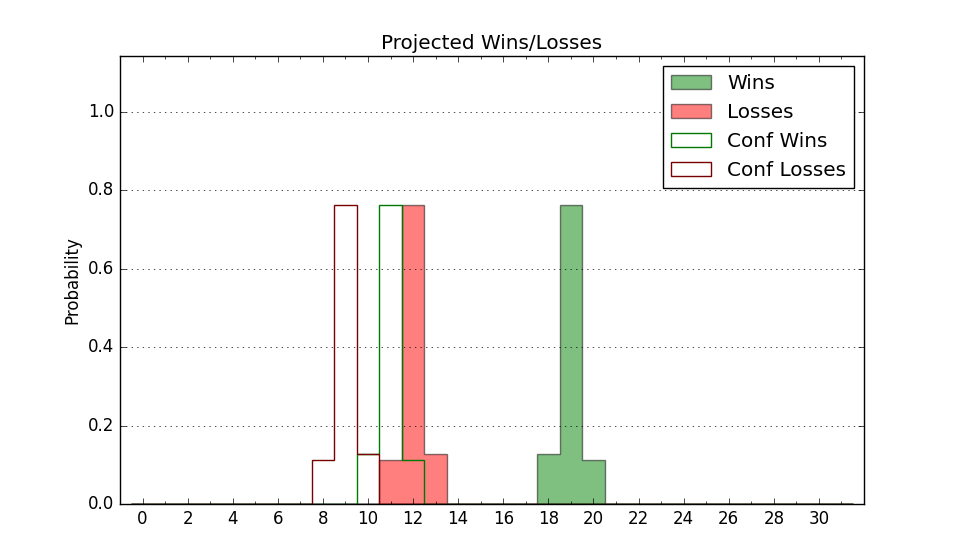 Projected Wins/Losses
Probability
1.0
0.8
0.6
0.4
0.2
0.0
Wins
Losses
Conf Wins
Conf Losses
0 2 4 6 8 10 12 14 16 18 20 22 24 26 28 30